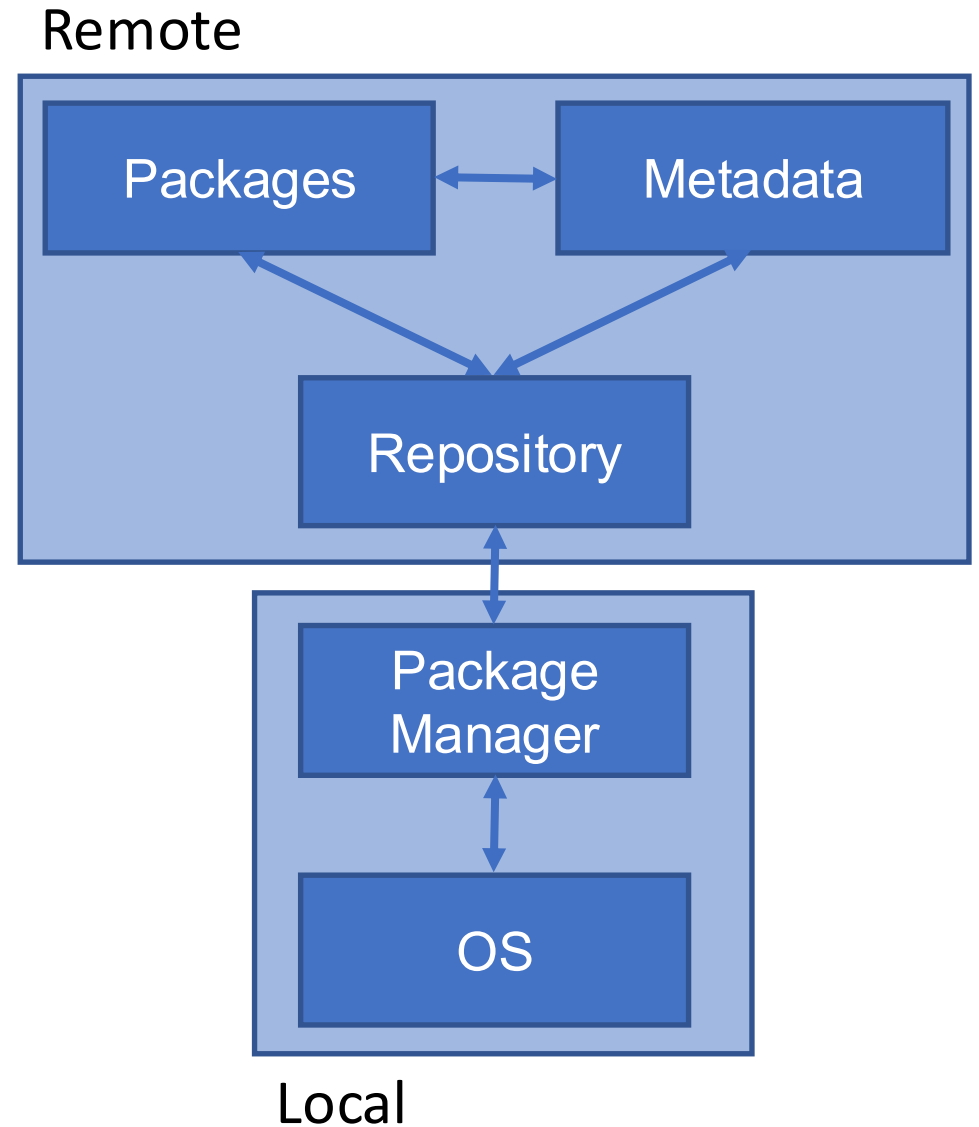 Remote
Packages
Metadata
Repository
Package
Manager
OS
Local